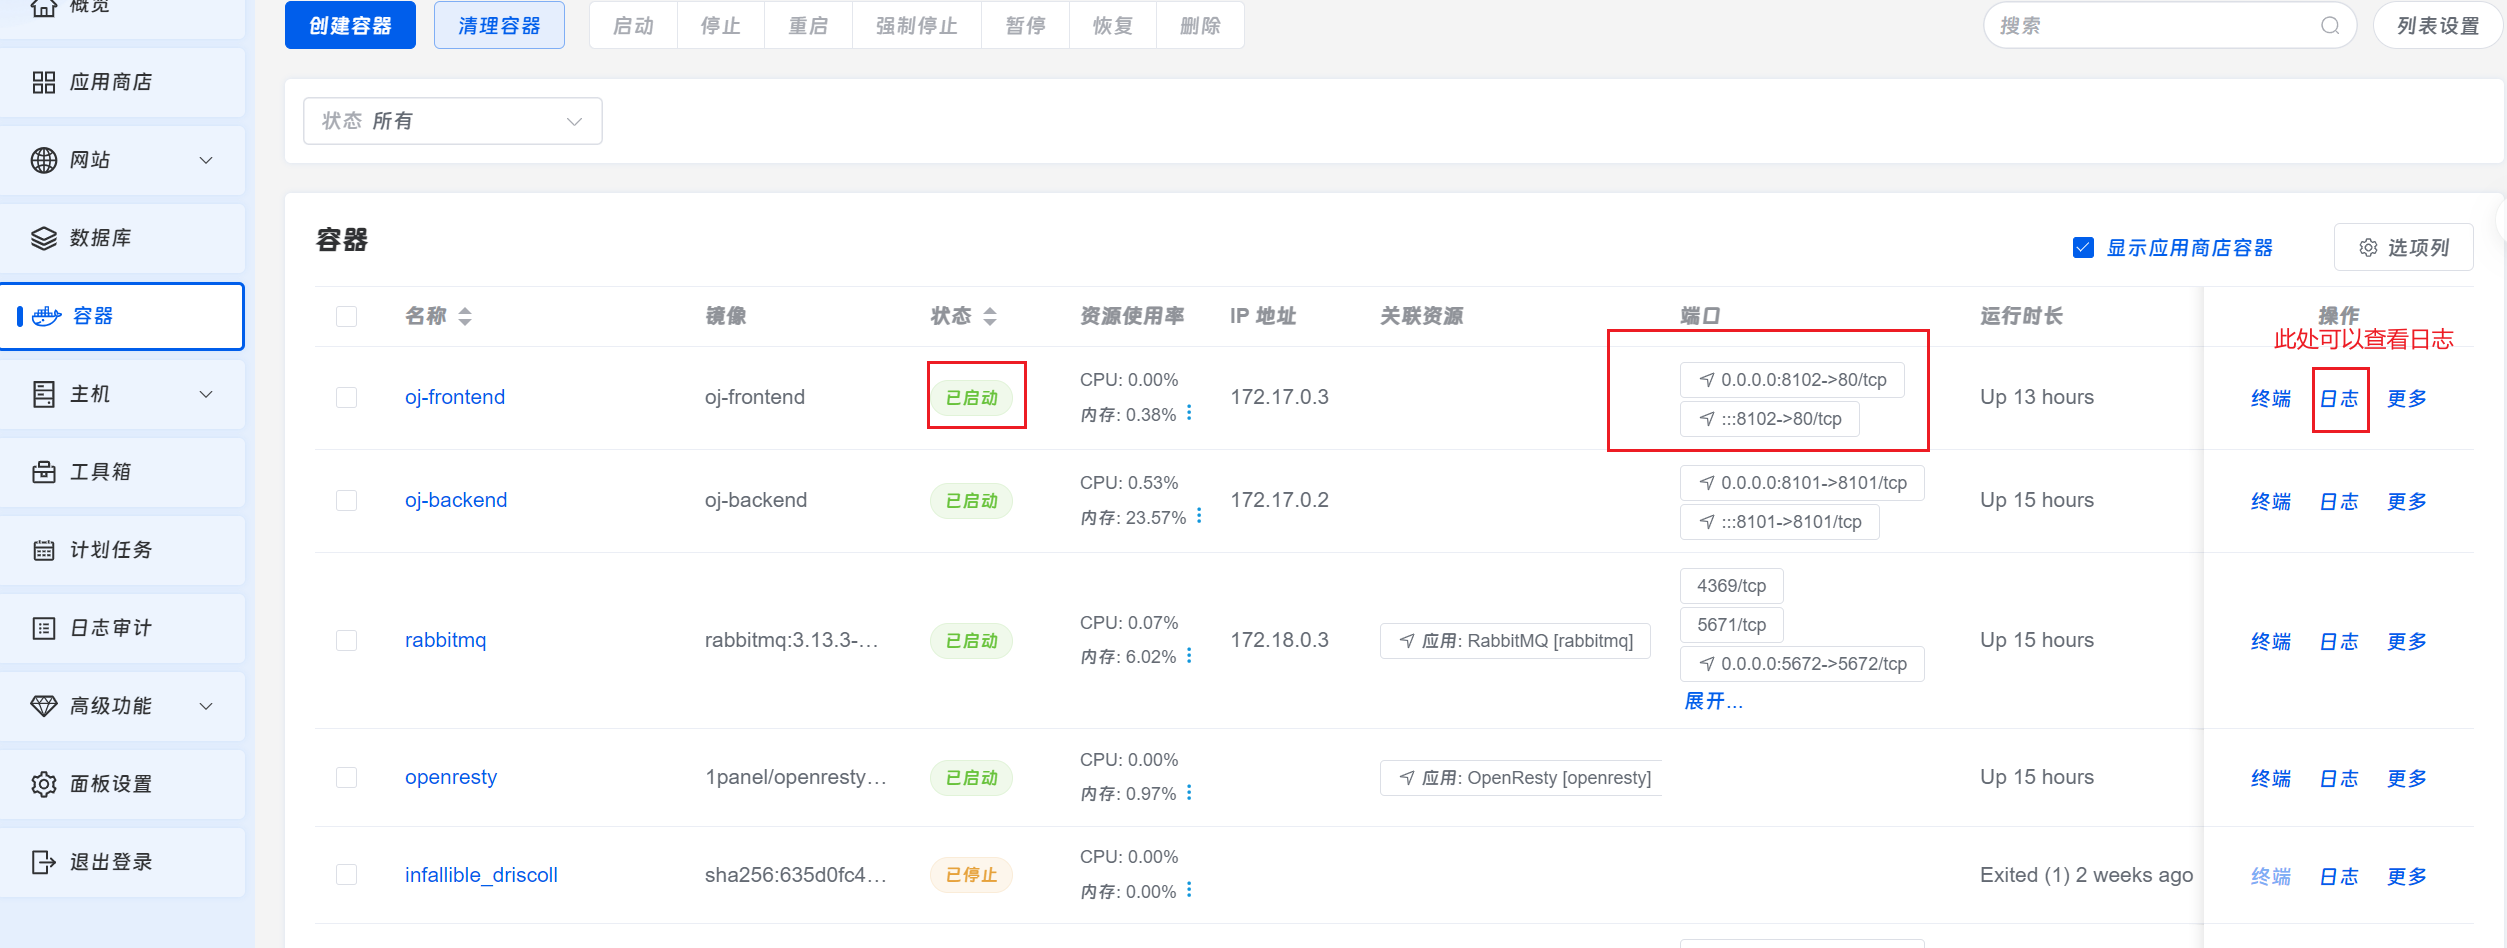 概览
应用商店
网站
数据库
容器
主机
工具箱
计划任务
日志审计
高级功能
面板设置
退出登录
创建容器 清理容器 启动 停止 重启 强制停止 暂停 恢复 删除 搜索 列表设置
状态 所有
容器 显示应用商店容器 选项列
名称 镜像 状态 资源使用率 IP 地址 关联资源 端口 运行时长 操作
此处可以查看日志
oj-frontend oj-frontend 已启动 CPU: 0.00% 172.17.0.3 0.0.0.0:8102->80/tcp Up 13 hours 终端 日志 更多
内存: 0.38% :::8102->80/tcp
oj-backend oj-backend 已启动 CPU: 0.53% 172.17.0.2 0.0.0.0:8101->8101/tcp Up 15 hours 终端 日志 更多
内存: 23.57% :::8101->8101/tcp
4369/tcp
rabbitmq rabbitmq:3.13.3-... 已启动 CPU: 0.07% 172.18.0.3 应用: RabbitMQ [rabbitmq] 5671/tcp Up 15 hours 终端 日志 更多
内存: 6.02% 0.0.0.0:5672->5672/tcp
展开...
openresty 1panel/openresty... 已启动 CPU: 0.00% 应用: OpenResty [openresty] Up 15 hours 终端 日志 更多
内存: 0.97%
infallible_driscoll sha256:635d0fc4... 已停止 CPU: 0.00% Exited (1) 2 weeks ago 终端 日志 更多
内存: 0.00%